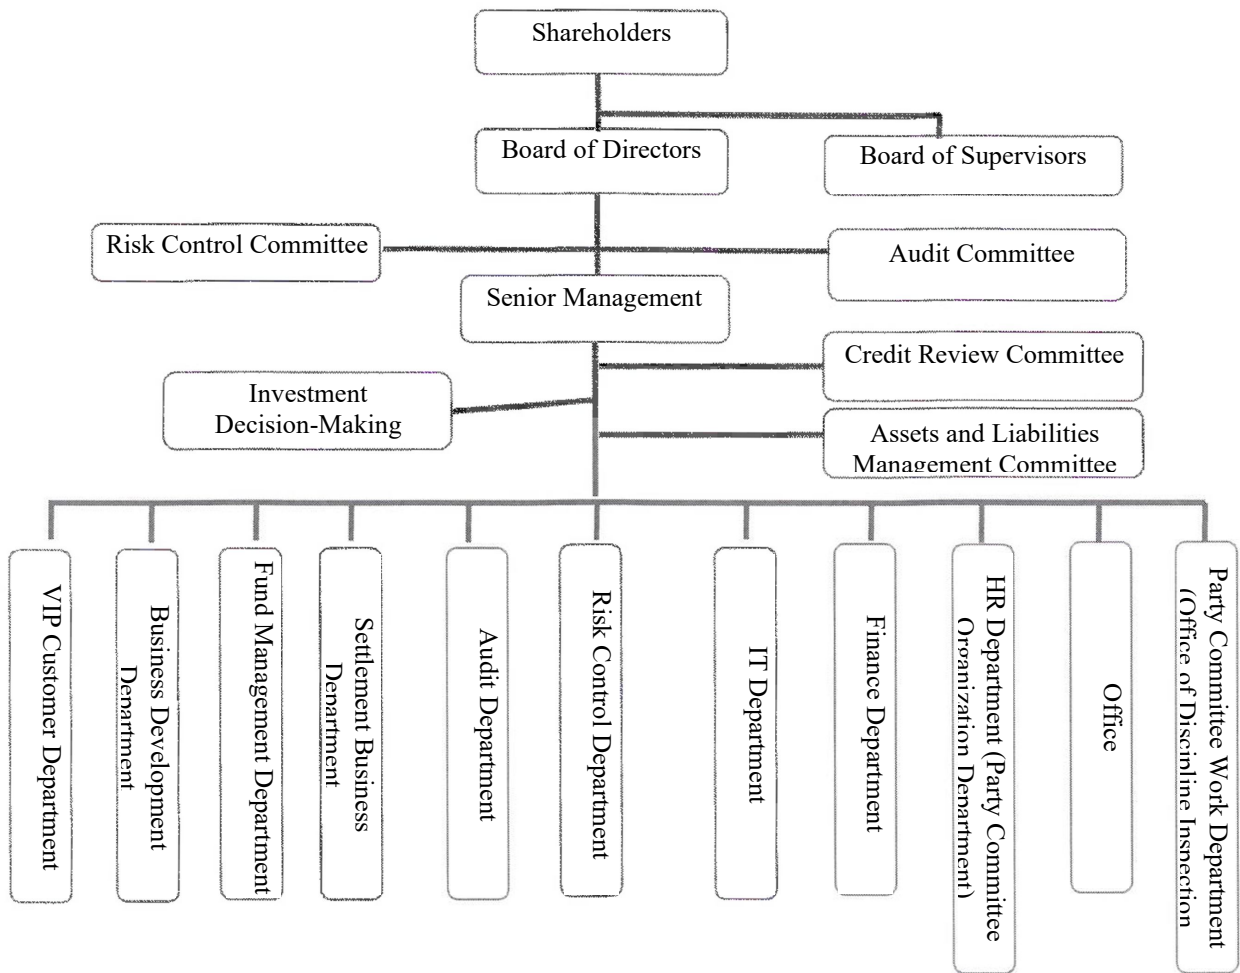 Shareholders
Board of Directors
Board of Supervisors
Risk Control Committee
Audit Committee
Senior Management
Credit Review Committee
Investment
Decision-Making
Assets and Liabilities
Management Committee
VIP Customer Department
Business Development
Department
Fund Management Department
Settlement Business
Department
Audit Department
Risk Control Department
IT Department
Finance Department
HR Department (Party Committee
Organization Department)
Office
Party Committee Work Department
(Office of Discipline Inspection